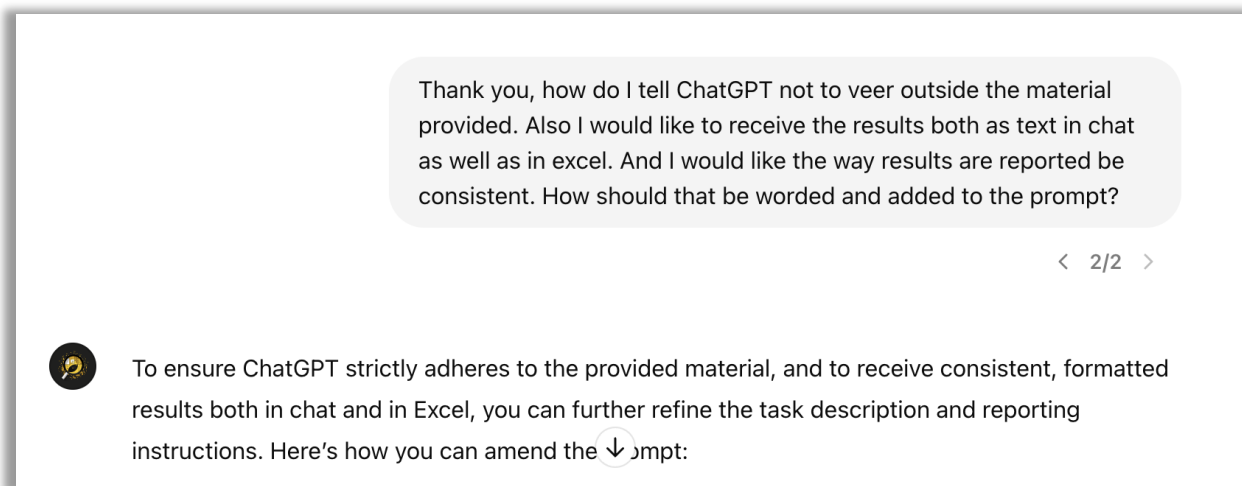 Thank you, how do I tell ChatGPT not to veer outside the material
provided. Also I would like to receive the results both as text in chat
as well as in excel. And I would like the way results are reported be
consistent. How should that be worded and added to the prompt?
2/2
To ensure ChatGPT strictly adheres to the provided material, and to receive consistent, formatted
results both in chat and in Excel, you can further refine the task description and reporting
instructions. Here's how you can amend the ompt: